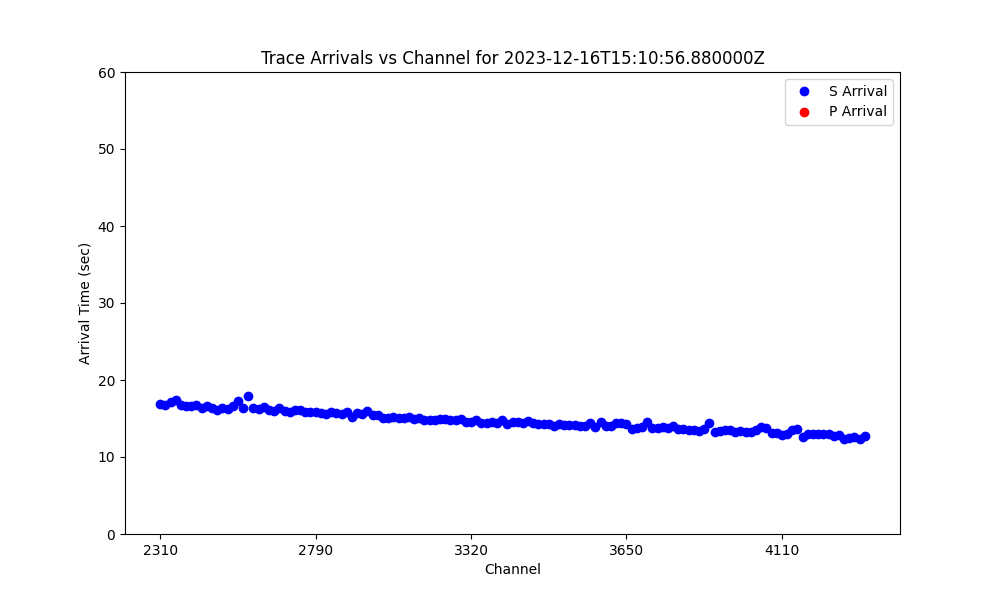 Trace Arrivals vs Channel for 2023-12-16T15:10:56.880000Z
S Arrival
P Arrival
60
50
40
30
20
10
0
Arrival Time (sec)
2310 2790 3320 3650 4110
Channel